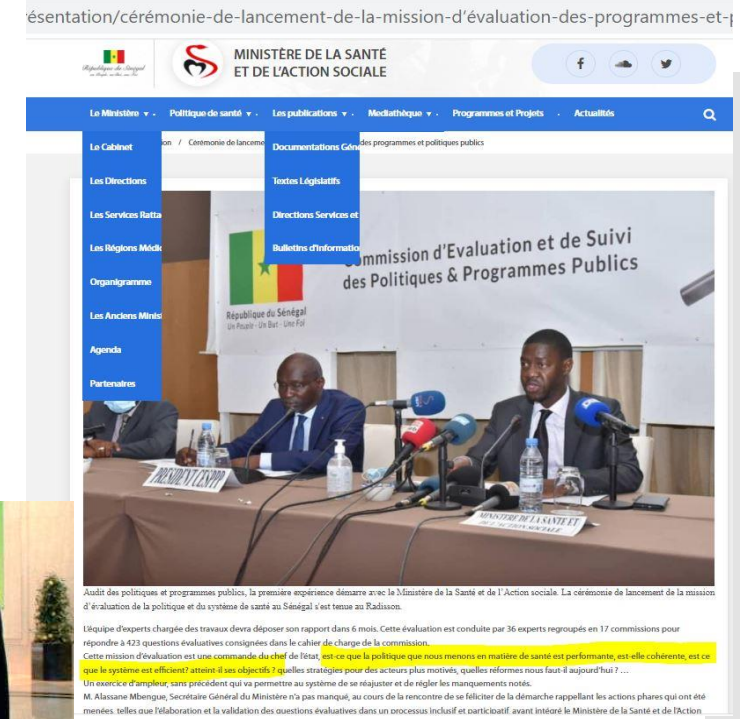 ésentation/cérémonie-de-lancement-de-la-mission-d'évaluation-des-programmes-et-p
République du Sénégal
MINISTÈRE DE LA SANTÉ
ET DE L'ACTION SOCIALE
Le Ministère Politique de santé Les publications Mediathèque Programmes et Projets Actualités
ion / Cérémonie de lanceme des programmes et politiques publics
Le Cabinet
Les Directions
Les Services Ratta
Les Régions Médic
Organigramme
Les Anciens Minist
Agenda
Partenaires
Documentations Géné
Textes Législatifs
Directions Services et
Bulletins d'informatio
ommission d'Evaluation et de Suivi
des Politiques & Programmes Publics
République du Sénégal
Un Peuple - Un But - Une Foi
PRESIDENT CESPPP
MINISTERE DE LA SANTE ET
DE L'ACTION SOCIALE
Audit des politiques et programmes publics, la première expérience démarre avec le Ministère de la Santé et de l'Action sociale. La cérémonie de lancement de la mission
d'évaluation de la politique et du système de santé au Sénégal s'est tenue au Radisson.
L'équipe d'experts chargée des travaux devra déposer son rapport dans 6 mois. Cette évaluation est conduite par 36 experts regroupés en 17 commissions pour
répondre à 423 questions évaluatives consignées dans le cahier de charge de la commission.
Cette mission d'évaluation est une commande du chef de l'état, est-ce que la politique que nous menons en matière de santé est performante, est-elle cohérente, est ce
que le système est efficient? atteint-il ses objectifs ? quelles stratégies pour des acteurs plus motivés, quelles réformes nous faut-il aujourd'hui ? …
Un exercice d'ampleur, sans précédent qui va permettre au système de se réajuster et de régler les manquements notés.
M. Alassane Mbengue, Secrétaire Général du Ministère n'a pas manqué, au cours de la rencontre de se féliciter de la démarche rappellant les actions phares qui ont été
menées, telles que l'élaboration et la validation des questions évaluatives dans un processus inclusif et participatif, avant intégré le Ministère de la Santé et de l'Action